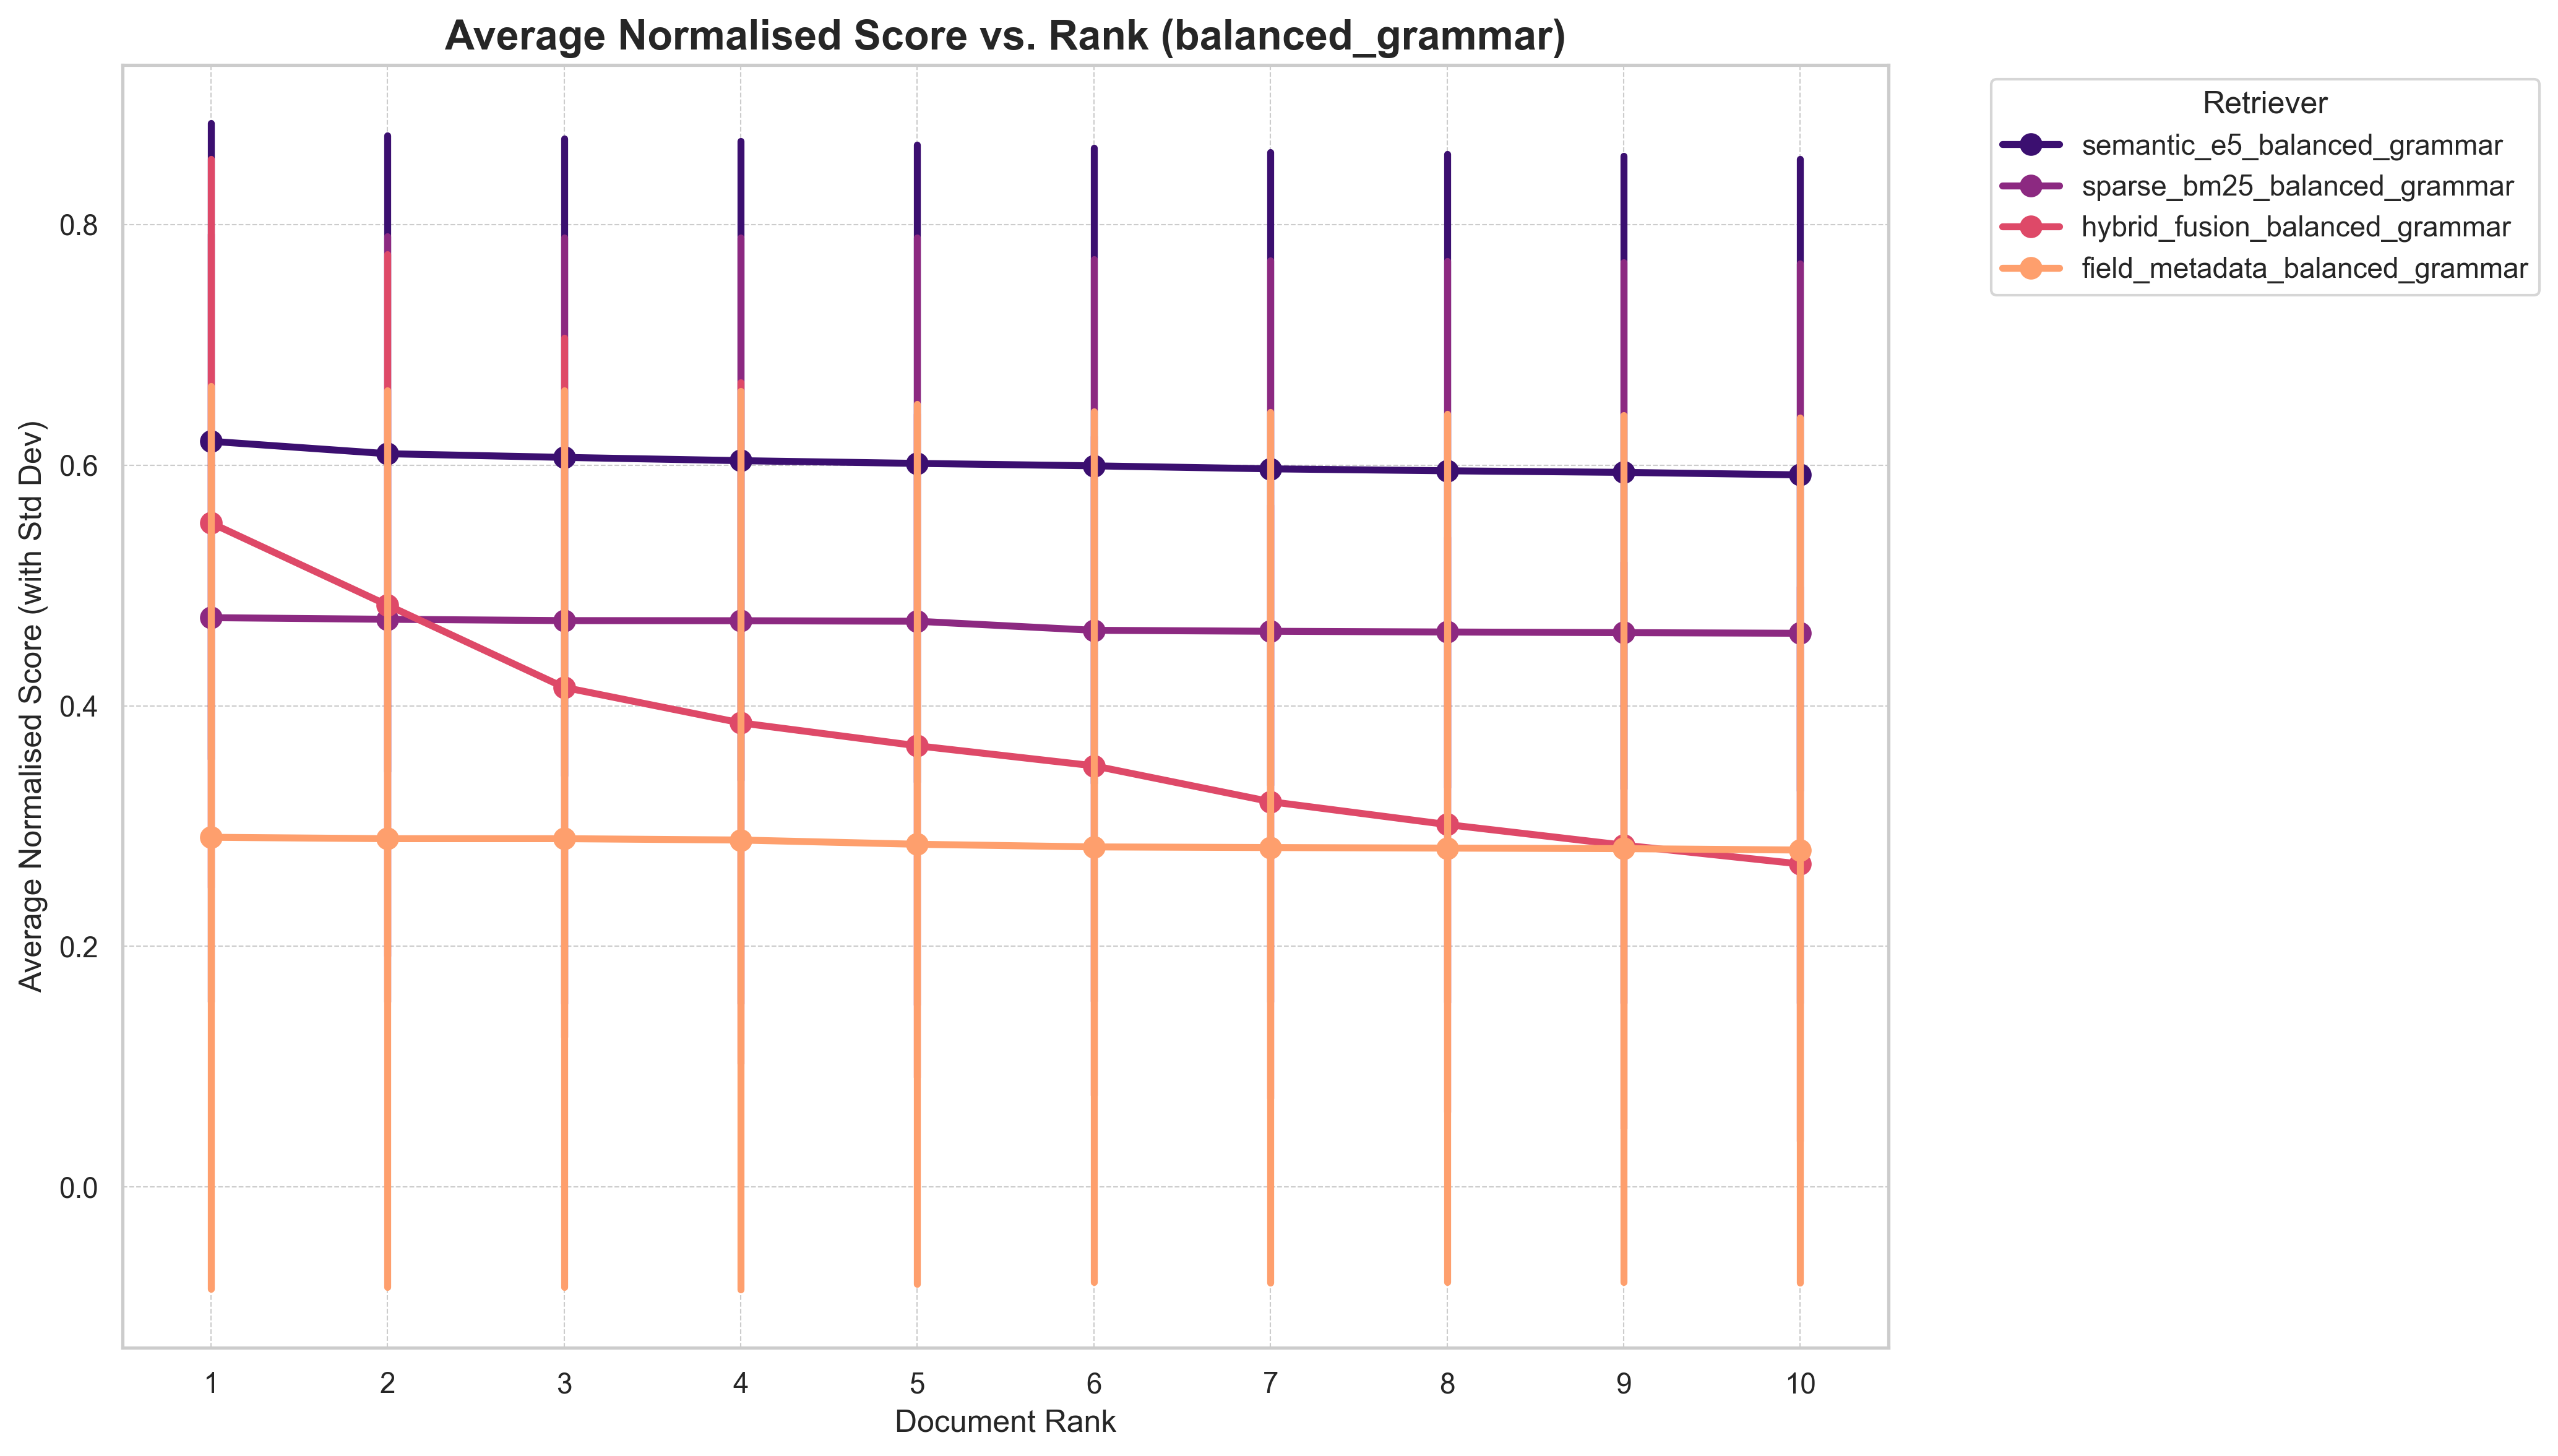 Average Normalised Score vs. Rank (balanced_grammar)
Average Normalised Score (with Std Dev)
0.8
0.6
0.4
0.2
0.0
1 2 3 4 5 6 7 8 9 10
Document Rank
Retriever
semantic_e5_balanced_grammar
sparse_bm25_balanced_grammar
hybrid_fusion_balanced_grammar
field_metadata_balanced_grammar